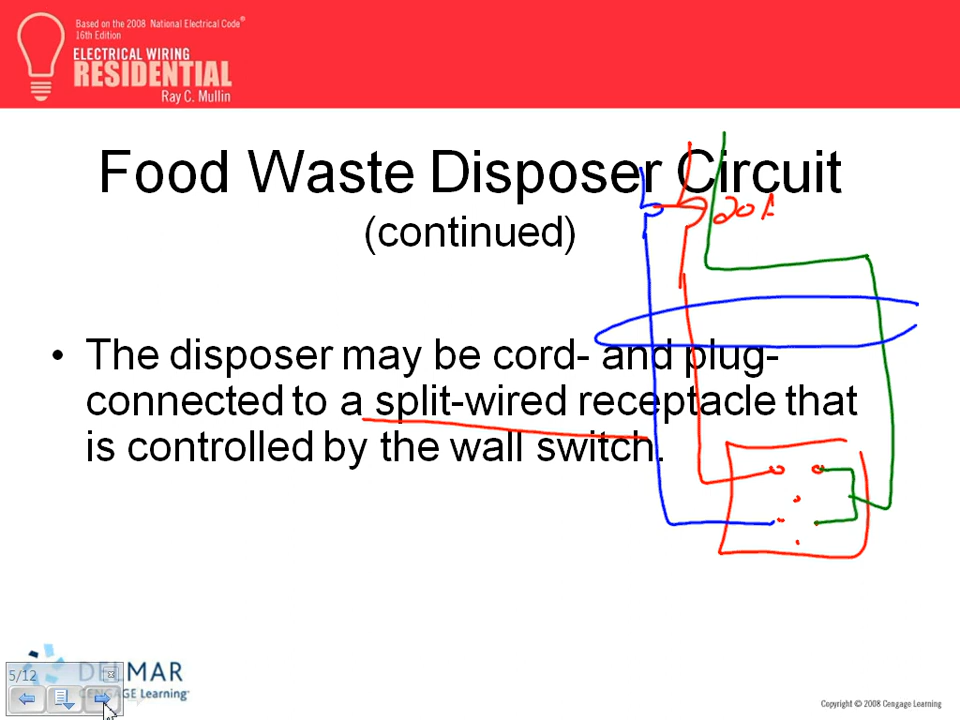 Based on the 2008 National Electrical Code®
16th Edition
ELECTRICAL WIRING
RESIDENTIAL
Ray C. Mullin
Food Waste Disposer Circuit
(continued)
20A
• The disposer may be cord- and plug-
connected to a split-wired receptacle that
is controlled by the wall switch.
5/12
DELMAR
CENGAGE Learning
Copyright © 2008 Cengage Learning